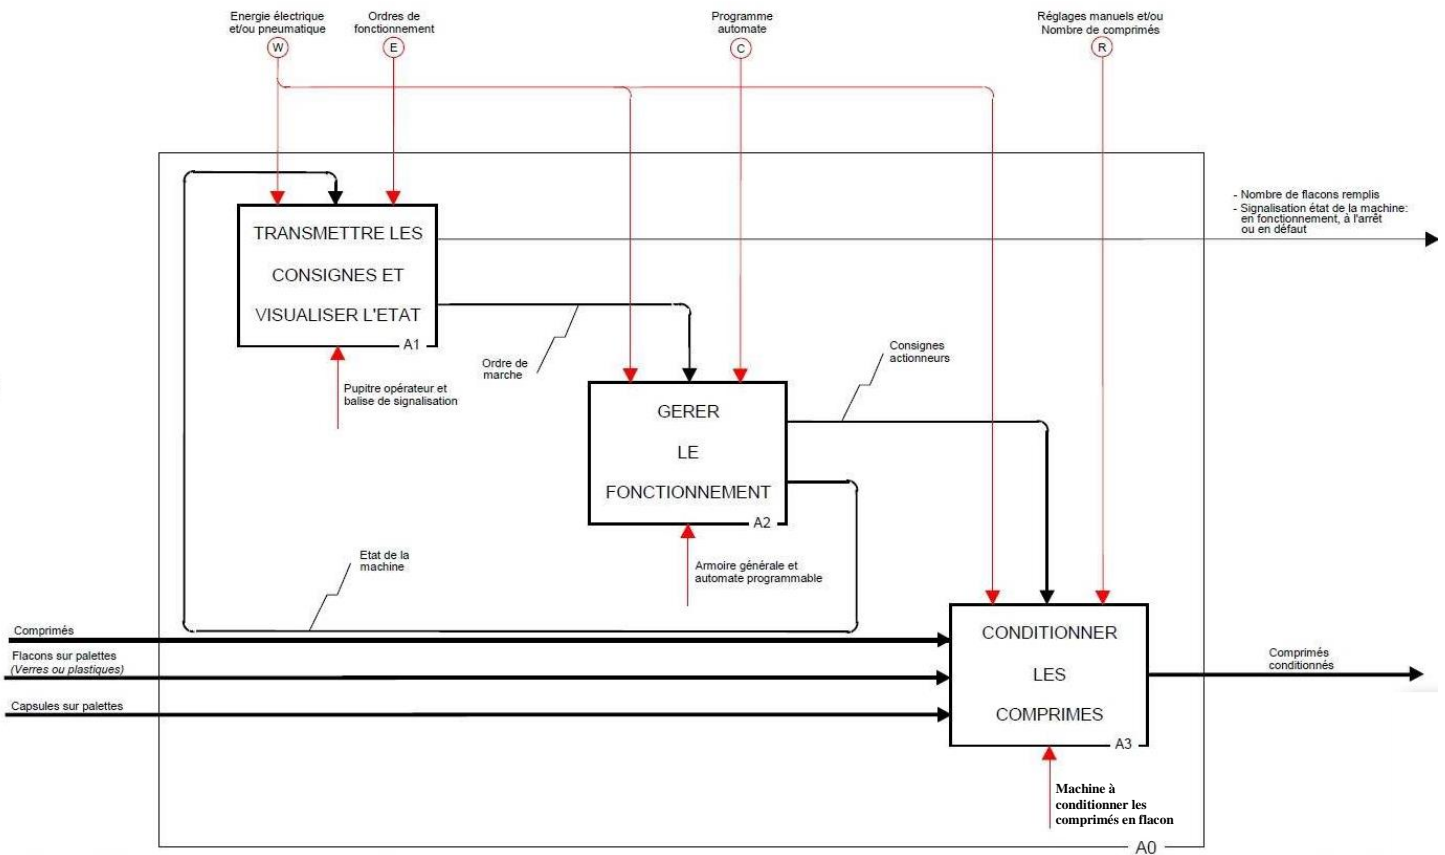 Energie électrique
et/ou pneumatique
W
Ordres de
fonctionnement
E
Programme
automate
C
Réglages manuels et/ou
Nombre de comprimés
R
- Nombre de flacons remplis
- Signalisation état de la machine:
en fonctionnement, à l'arrêt
ou en défaut
TRANSMETTRE LES
CONSIGNES ET
VISUALISER L'ETAT
A1
Pupitre opérateur et
balise de signalisation
Ordre de
marche
Consignes
actionneurs
GERER
LE
FONCTIONNEMENT
A2
Armoire générale et
automate programmable
Etat de la
machine
Comprimés
Flacons sur palettes
(Verres ou plastiques)
Capsules sur palettes
CONDITIONNER
LES
COMPRIMES
A3
Comprimés
conditionnés
Machine à
conditionner les
comprimés en flacon
A0